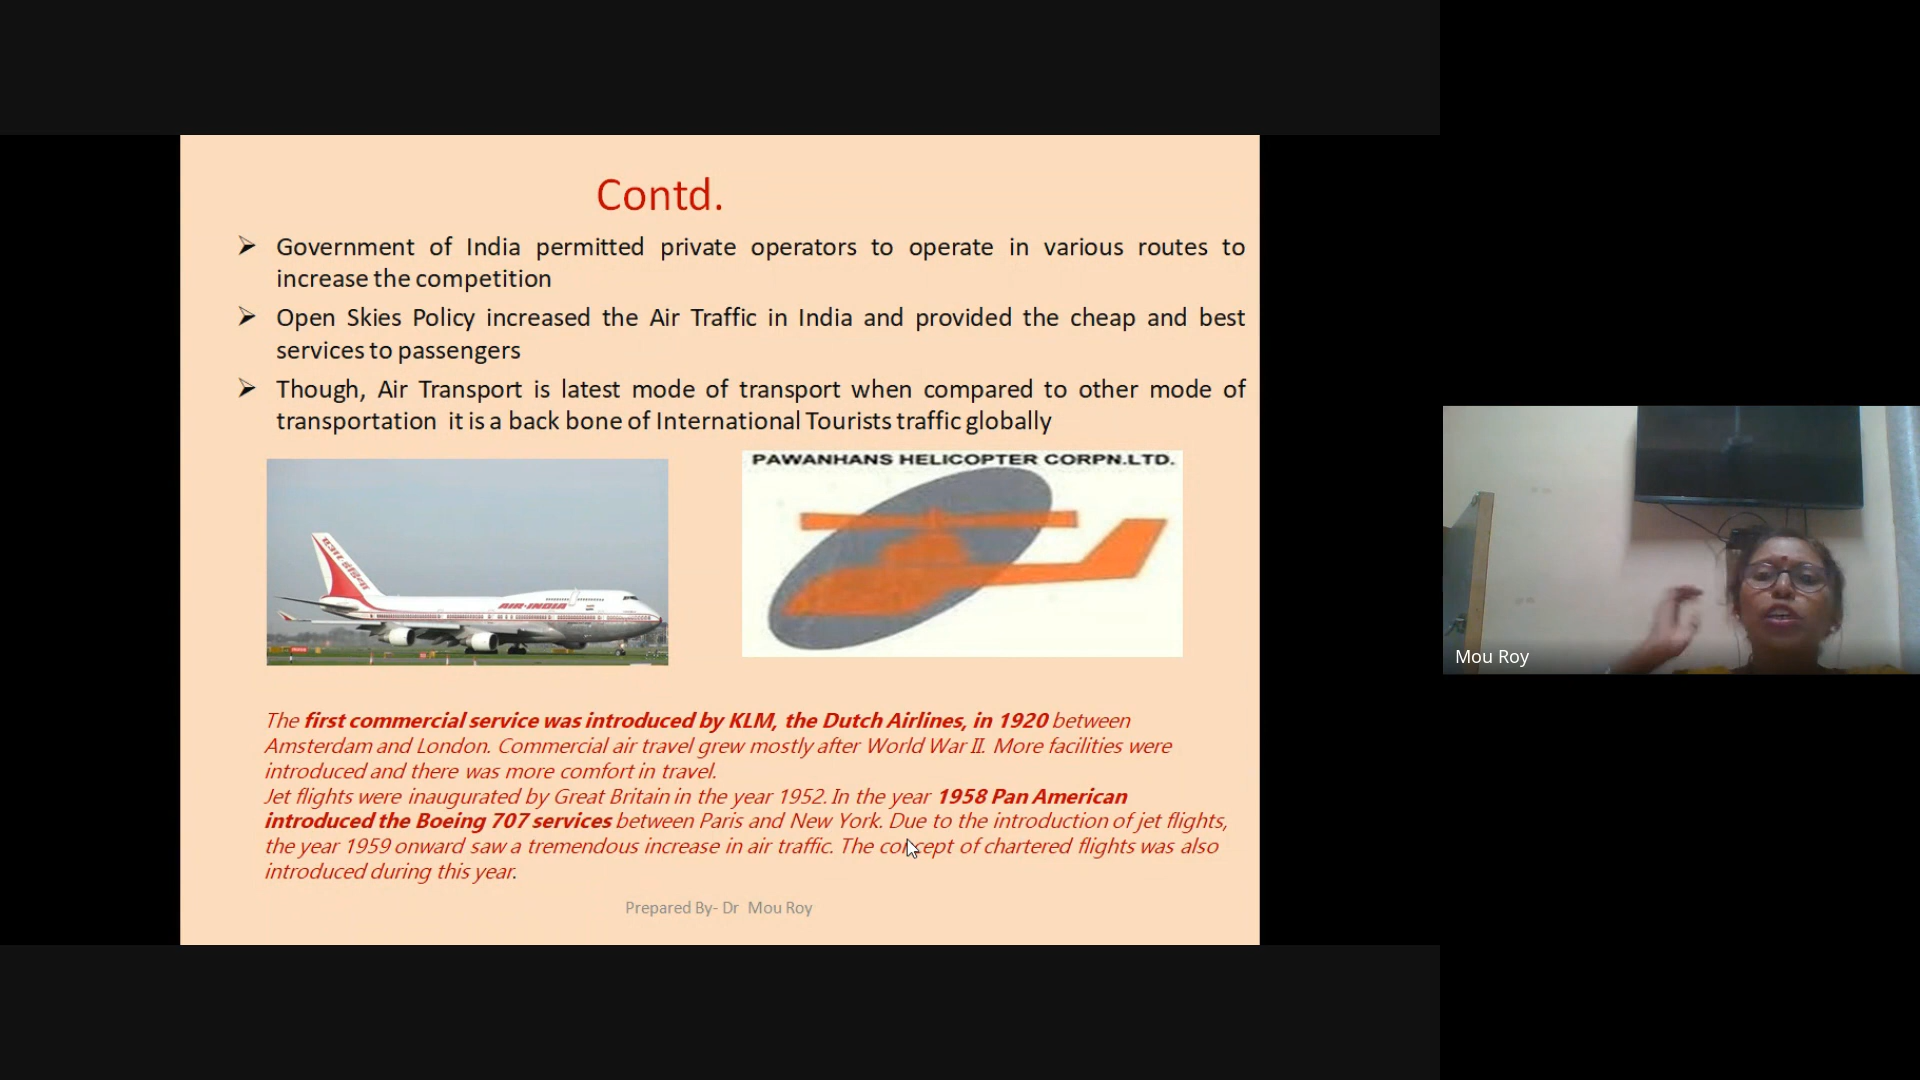 Contd.
➢ Government of India permitted private operators to operate in various routes to
increase the competition
➢ Open Skies Policy increased the Air Traffic in India and provided the cheap and best
services to passengers
➢ Though, Air Transport is latest mode of transport when compared to other mode of
transportation it is a back bone of International Tourists traffic globally
AIR-INDIA
PAWANHANS HELICOPTER CORPN.LTD.
The first commercial service was introduced by KLM, the Dutch Airlines, in 1920 between
Amsterdam and London. Commercial air travel grew mostly after World War II. More facilities were
introduced and there was more comfort in travel.
Jet flights were inaugurated by Great Britain in the year 1952. In the year 1958 Pan American
introduced the Boeing 707 services between Paris and New York. Due to the introduction of jet flights,
the year 1959 onward saw a tremendous increase in air traffic. The concept of chartered flights was also
introduced during this year.
Prepared By- Dr Mou Roy
Mou Roy